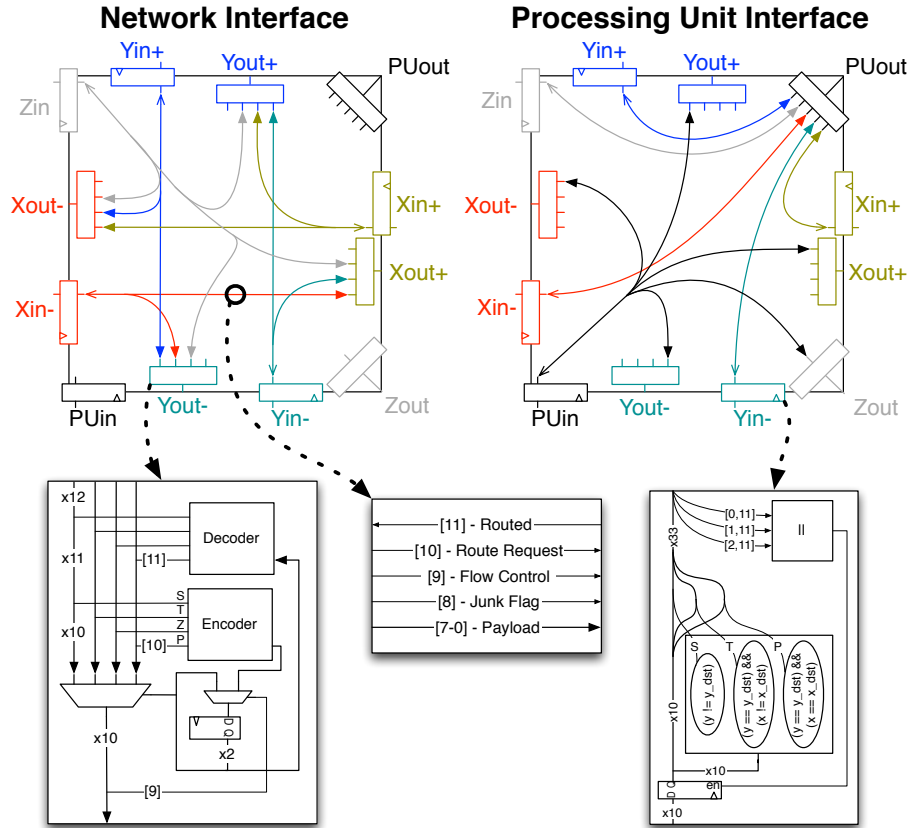 Network Interface
Processing Unit Interface
Yin+
Yout+
PUout
Zin
Xout-
Xin+
Xout+
Xin-
PUin
Yout-
Yin-
Zout
Yin+
Yout+
PUout
Zin
Xout-
Xin+
Xout+
Xin-
PUin
Yout-
Yin-
Zout
x12
x11
x10
Decoder
[11]
S
T
Z
P
Encoder
[10]
D Q
x2
x10
[9]
[11] - Routed
[10] - Route Request
[9] - Flow Control
[8] - Junk Flag
[7-0] - Payload
x33
[0,11]
[1,11]
[2,11]
II
S
T
P
(y != y_dst)
(y == y_dst) &&
(x != x_dst)
(y == y_dst) &&
(x == x_dst)
x10
x10
D Q
en
x10